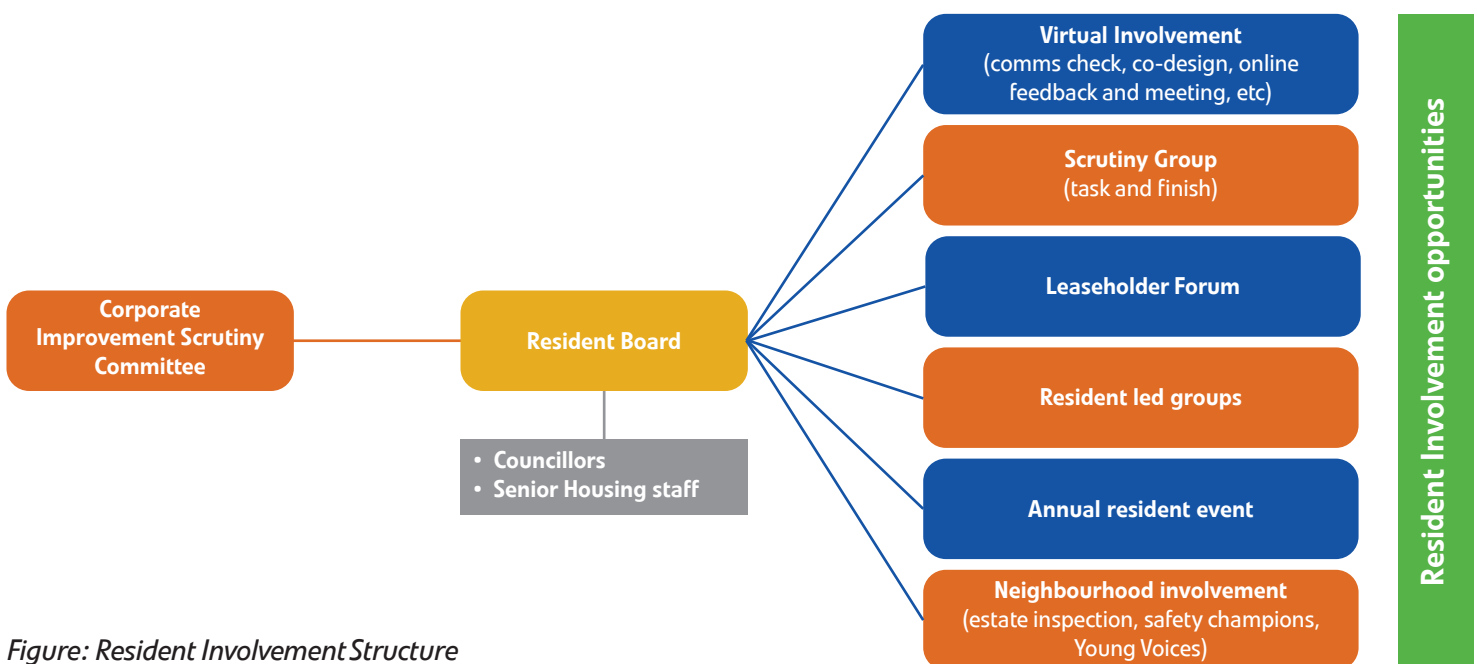 Corporate
Improvement Scrutiny
Committee
Resident Board
• Councillors
• Senior Housing staff
Virtual Involvement
(comms check, co-design, online
feedback and meeting, etc)
Scrutiny Group
(task and finish)
Leaseholder Forum
Resident led groups
Annual resident event
Neighbourhood involvement
(estate inspection, safety champions,
Young Voices)
Resident Involvement opportunities
Figure: Resident Involvement Structure